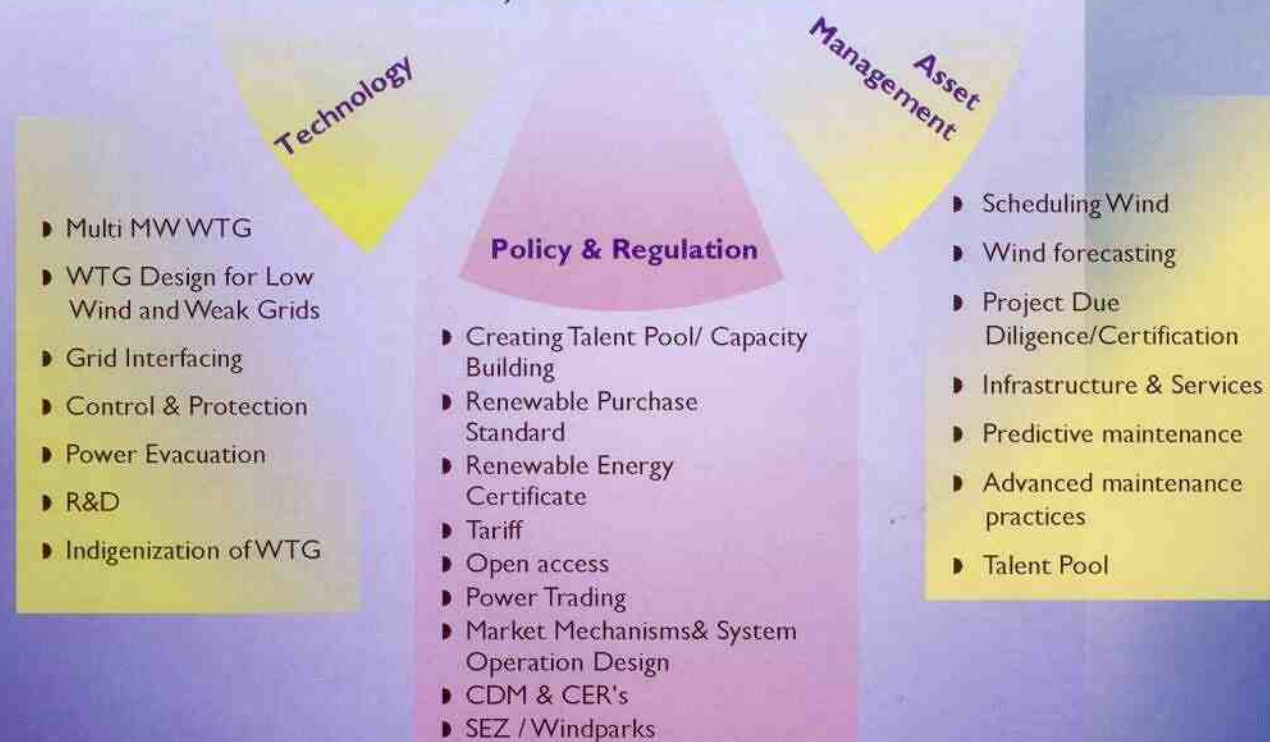 Technology
Multi MW WTG
WTG Design for Low
Wind and Weak Grids
Grid Interfacing
Control & Protection
Power Evacuation
R&D
Indigenization of WTG
Policy & Regulation
Creating Talent Pool/ Capacity
Building
Renewable Purchase
Standard
Renewable Energy
Certificate
Tariff
Open access
Power Trading
Market Mechanisms& System
Operation Design
CDM & CER's
SEZ / Windparks
Asset
Management
Scheduling Wind
Wind forecasting
Project Due
Diligence/Certification
Infrastructure & Services
Predictive maintenance
Advanced maintenance
practices
Talent Pool